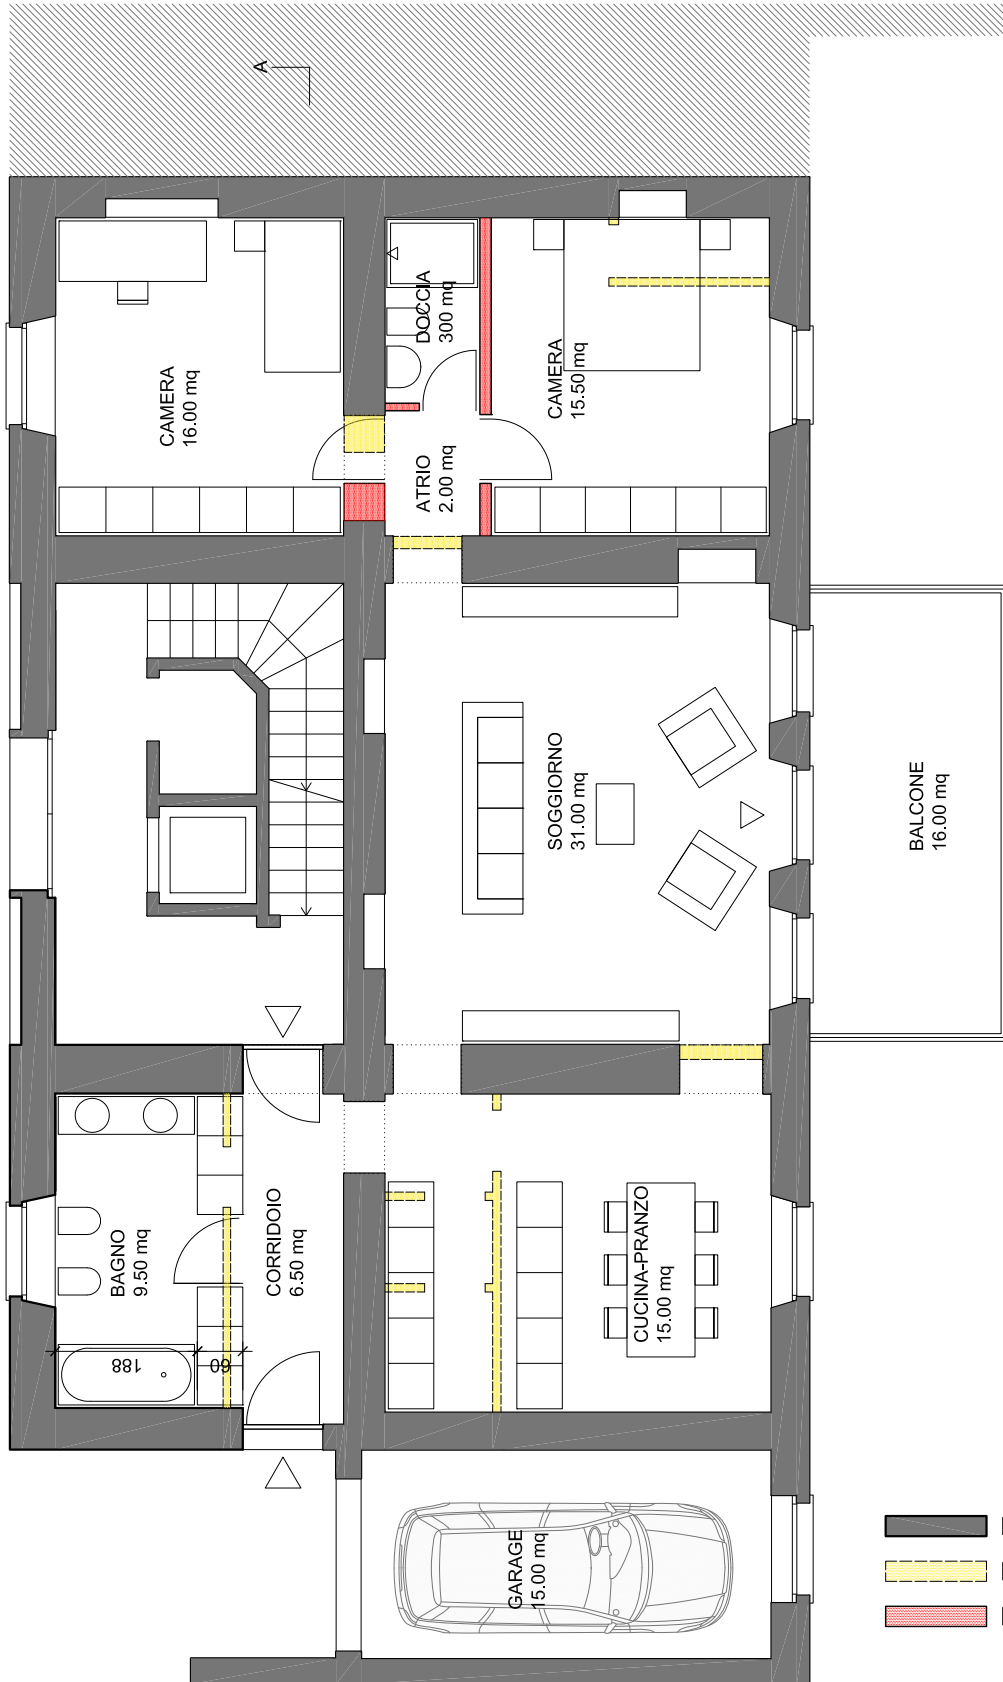 A
CAMERA
16.00 mq
DOCCIA
300 mq
CAMERA
15.50 mq
ATRIO
2.00 mq
SOGGIORNO
31.00 mq
BALCONE
16.00 mq
BAGNO
9.50 mq
CORRIDOIO
6.50 mq
188
60
CUCINA-PRANZO
15.00 mq
GARAGE
15.00 mq